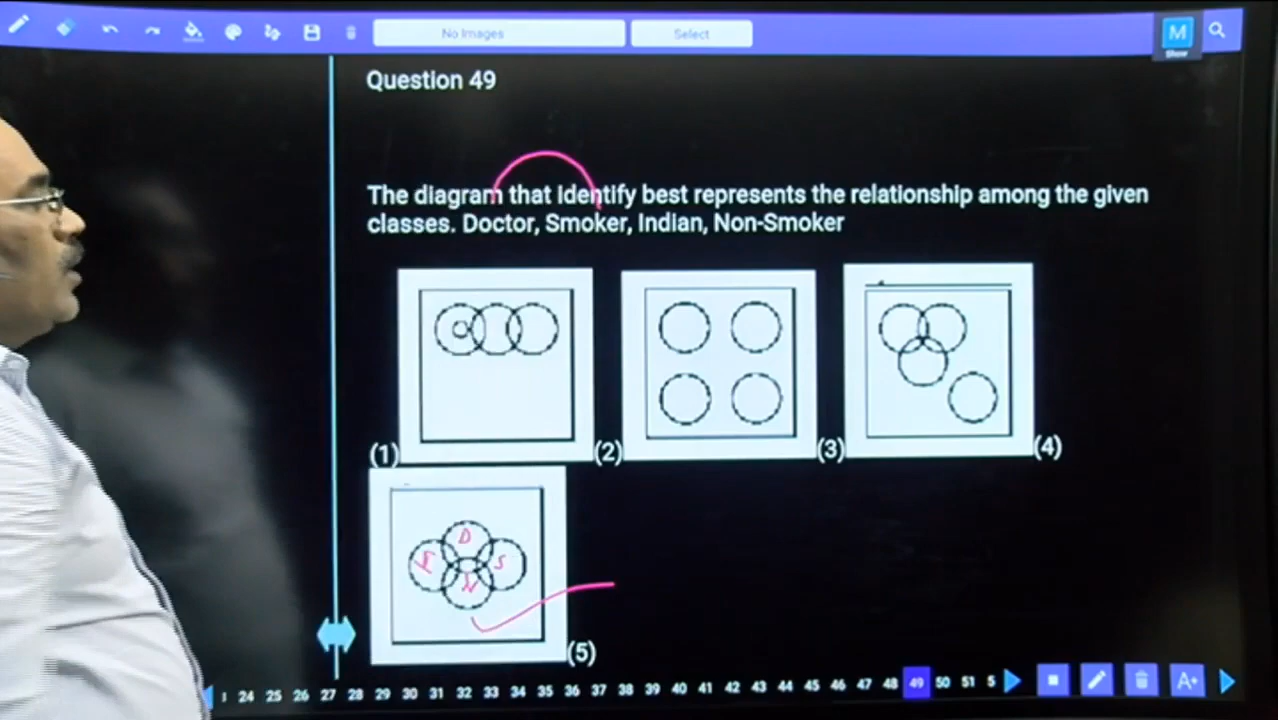 No Images
Select
M
Show
Question 49
The diagram that Identify best represents the relationship among the given
classes. Doctor, Smoker, Indian, Non-Smoker
(1)
(2)
(3)
(4)
D
I
S
N
(5)
24 25 26 27 28 29 30 31 32 33 34 35 36 37 38 39 40 41 42 43 44 45 46 47 48 49 50 51 5
A+